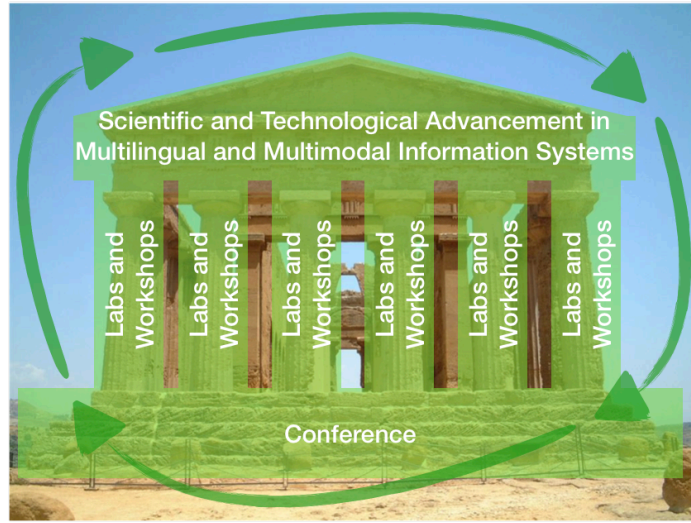 Scientific and Technological Advancement in
Multilingual and Multimodal Information Systems
Labs and
Workshops
Labs and
Workshops
Labs and
Workshops
Labs and
Workshops
Labs and
Workshops
Labs and
Workshops
Conference